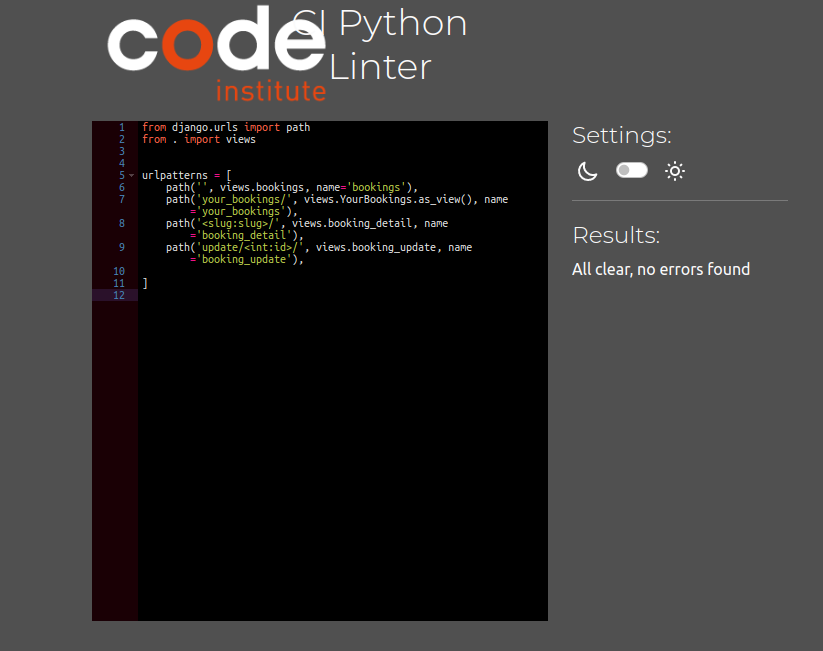 code
institute
CI Python
Linter
1 from django.urls import path
2 from . import views
3
4
5 urlpatterns = [
6 path('', views.bookings, name='bookings'),
7 path('your_bookings/', views.YourBookings.as_view(), name
='your_bookings'),
8 path('<slug:slug>/', views.booking_detail, name
='booking_detail'),
9 path('update/<int:id>/', views.booking_update, name
='booking_update'),
10
11 ]
12
Settings:
Results:
All clear, no errors found